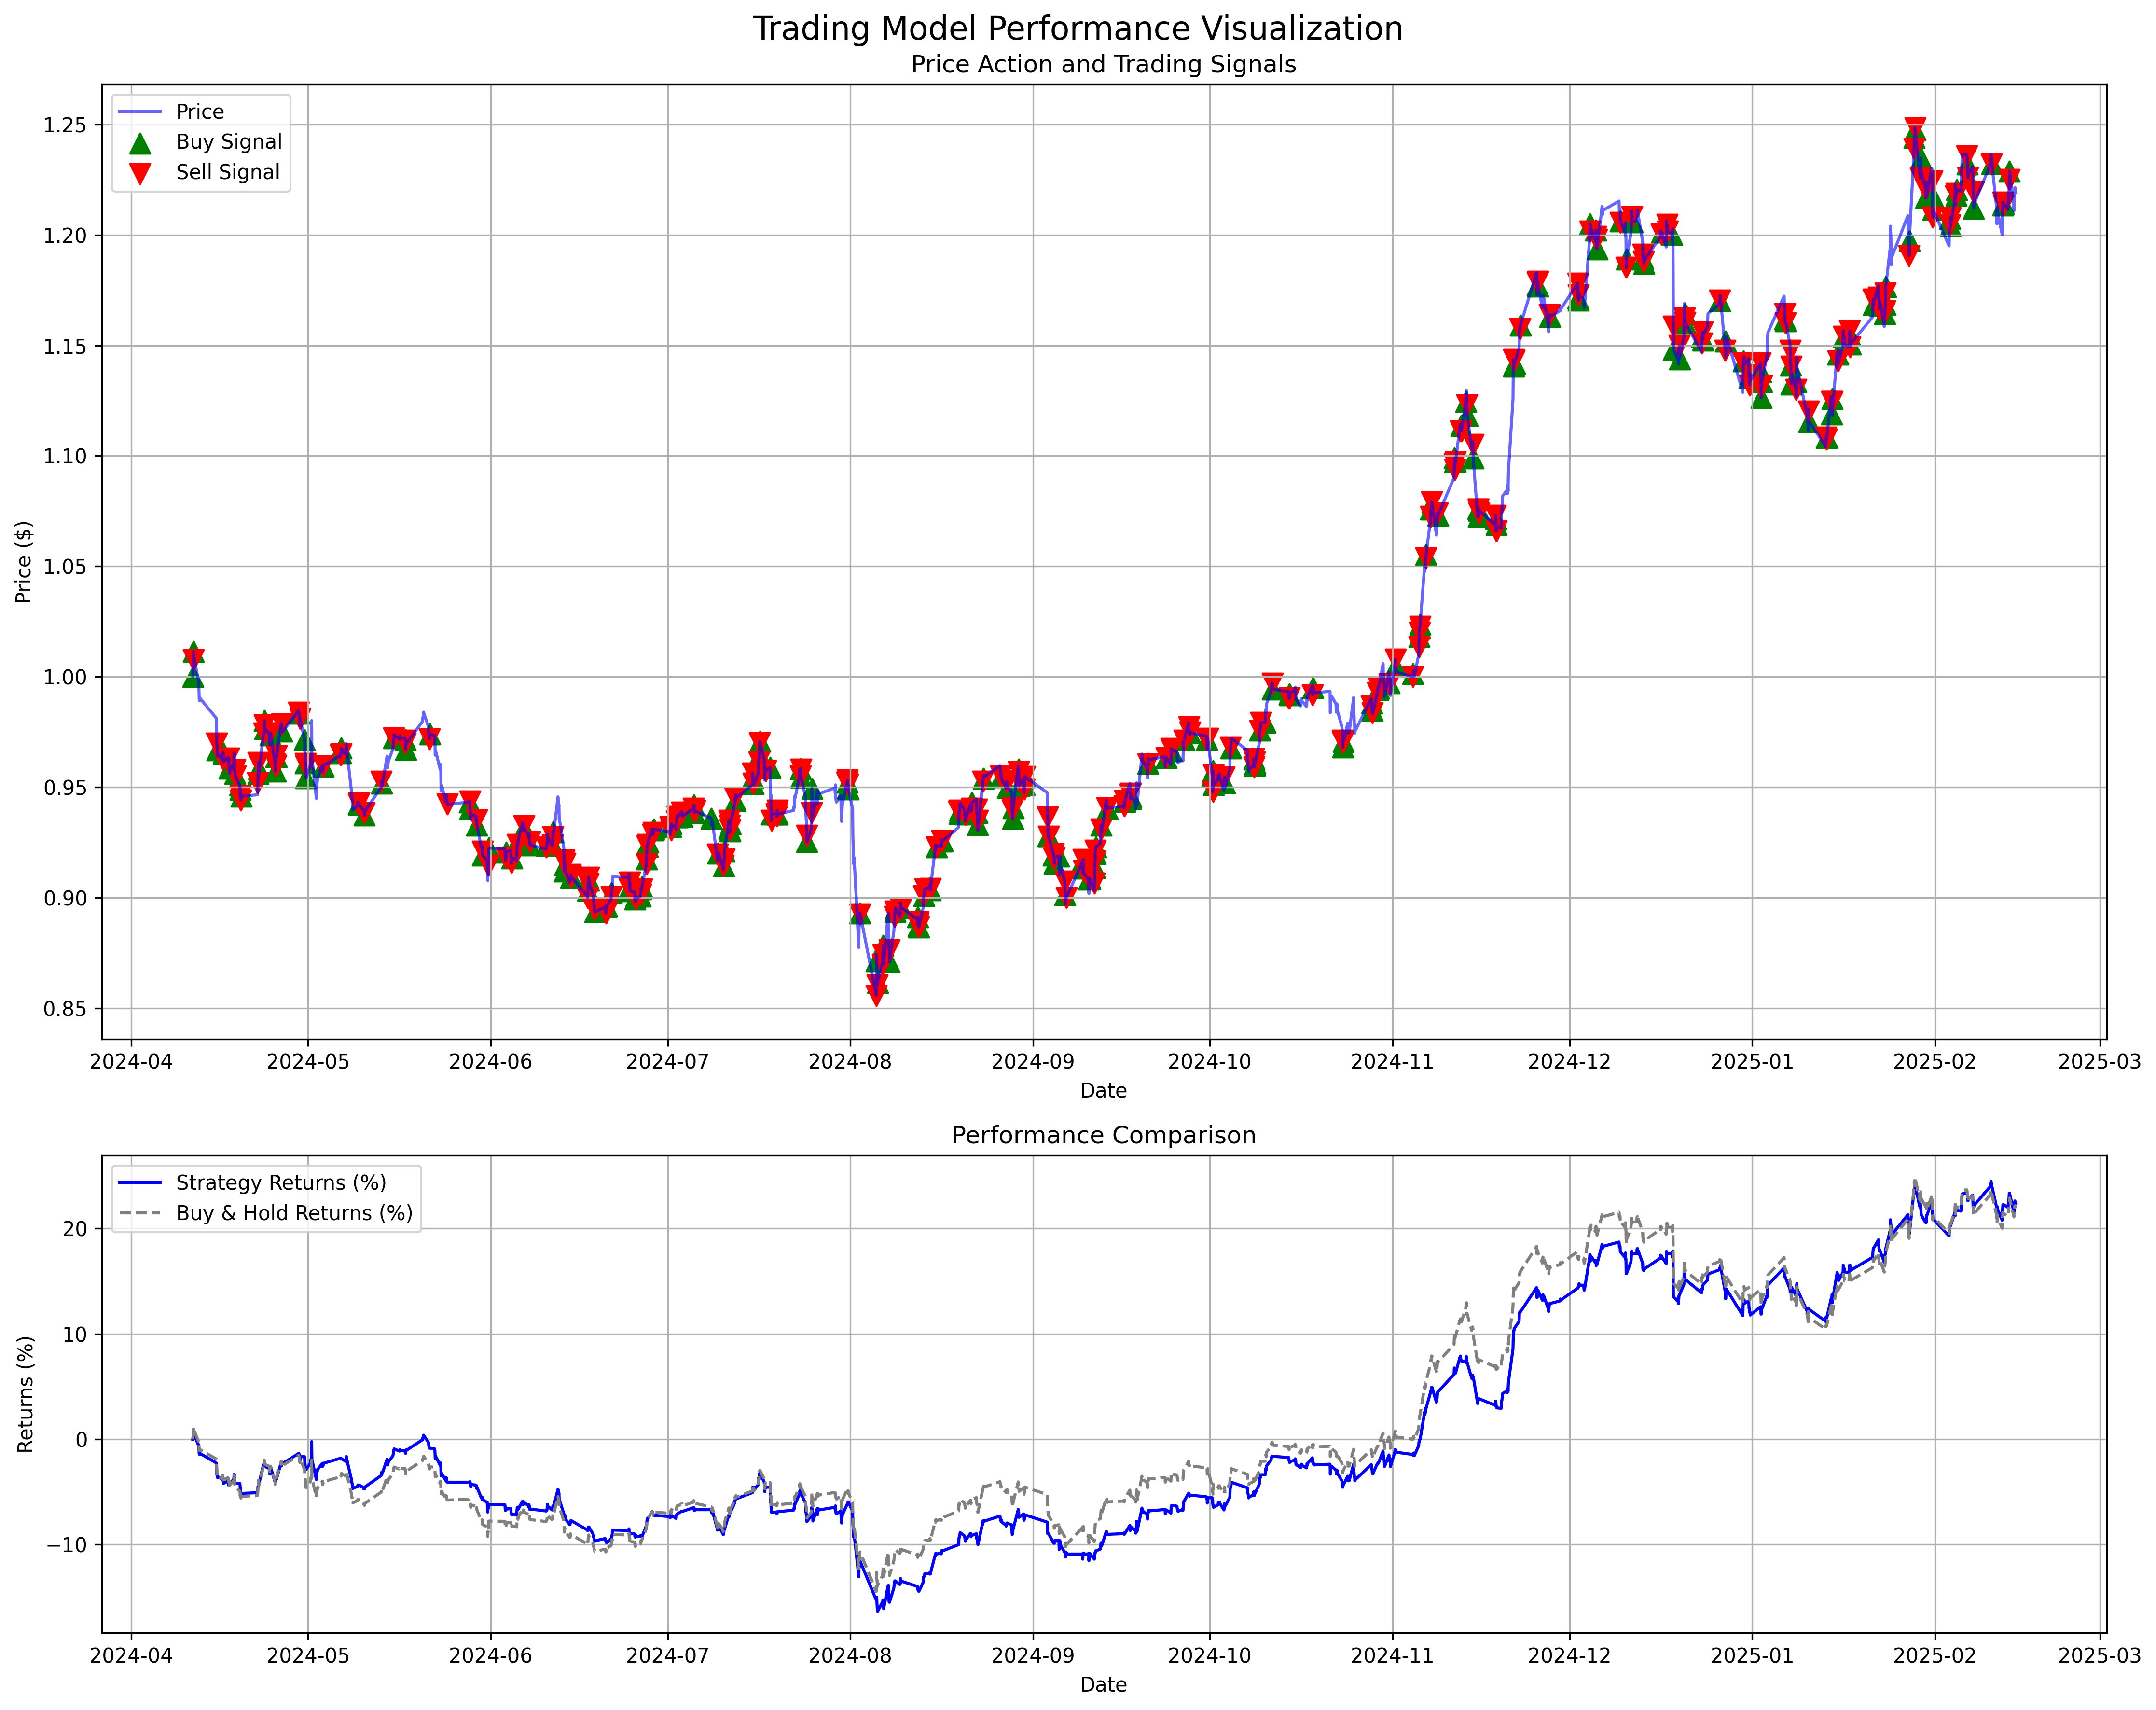 Trading Model Performance Visualization
Price Action and Trading Signals
Price
Buy Signal
Sell Signal
1.25
1.20
1.15
1.10
1.05
1.00
0.95
0.90
0.85
Price ($)
2024-04 2024-05 2024-06 2024-07 2024-08 2024-09 2024-10 2024-11 2024-12 2025-01 2025-02 2025-03
Date
Performance Comparison
Strategy Returns (%)
Buy & Hold Returns (%)
20
10
0
−10
Returns (%)
2024-04 2024-05 2024-06 2024-07 2024-08 2024-09 2024-10 2024-11 2024-12 2025-01 2025-02 2025-03
Date